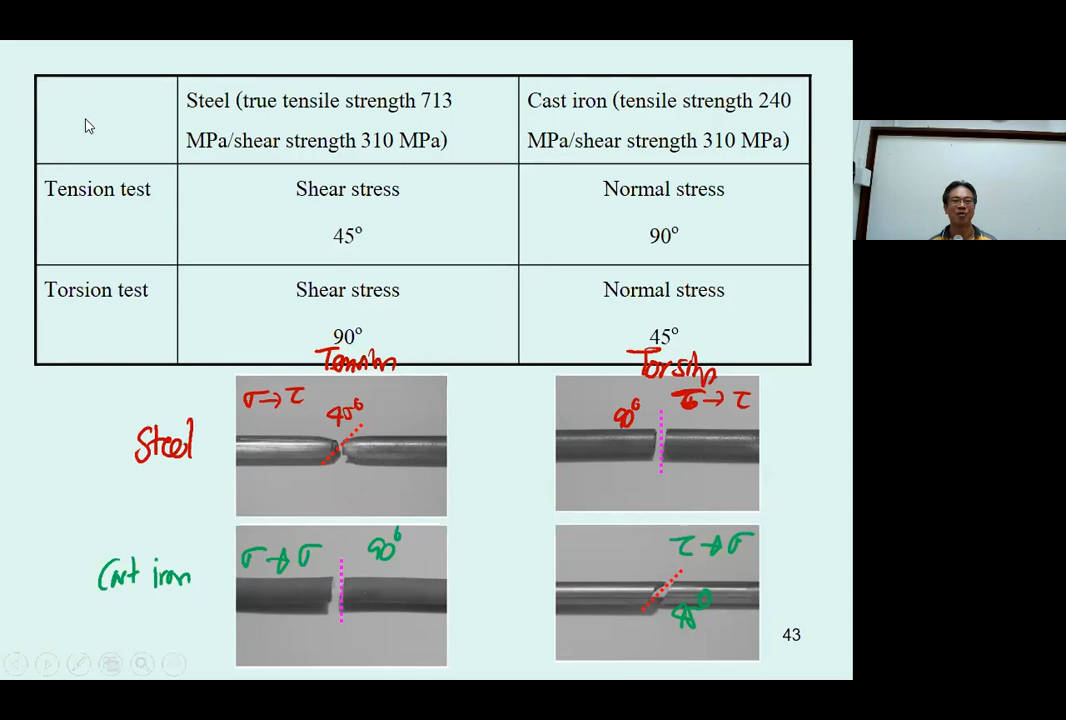 Steel (true tensile strength 713
MPa/shear strength 310 MPa)
Cast iron (tensile strength 240
MPa/shear strength 310 MPa)
Tension test
Shear stress
45°
Normal stress
90°
Torsion test
Shear stress
90°
Normal stress
45°
Tension
Torsion
Steel
σ→τ
45°
90°
→ τ
Cast iron
σ→σ
90°
τ→σ
43